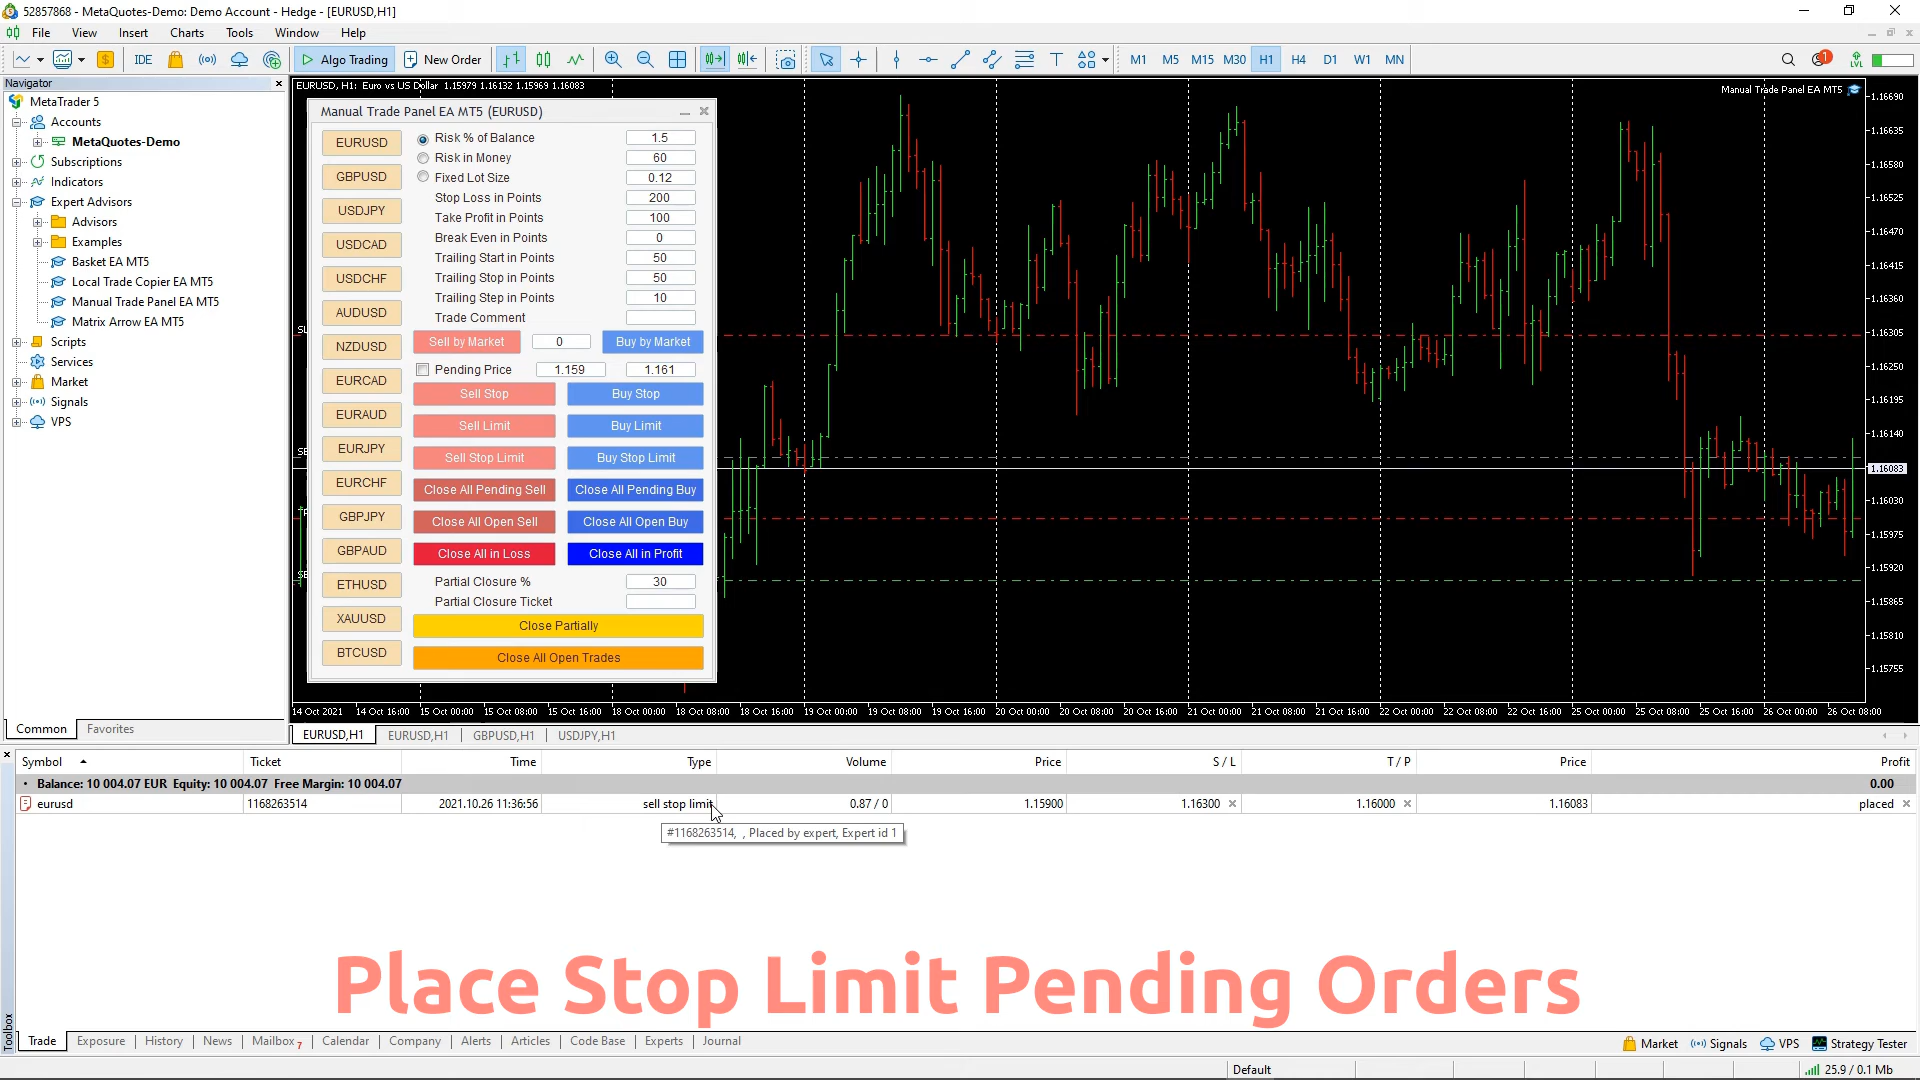 52857868 - MetaQuotes-Demo: Demo Account - Hedge - [EURUSD,H1]
File View Insert Charts Tools Window Help
IDE Algo Trading New Order M1 M5 M15 M30 H1 H4 D1 W1 MN 1 LVL
Navigator
MetaTrader 5
Accounts
MetaQuotes-Demo
Subscriptions
Indicators
Expert Advisors
Advisors
Examples
Basket EA MT5
Local Trade Copier EA MT5
Manual Trade Panel EA MT5
Matrix Arrow EA MT5
Scripts
Services
Market
Signals
VPS
Common Favorites
EURUSD, H1: Euro vs US Dollar 1.15979 1.16132 1.15969 1.16083
Manual Trade Panel EA MT5
Manual Trade Panel EA MT5 (EURUSD)
EURUSD
GBPUSD
USDJPY
USDCAD
USDCHF
AUDUSD
NZDUSD
EURCAD
EURAUD
EURJPY
EURCHF
GBPJPY
GBPAUD
ETHUSD
XAUUSD
BTCUSD
Risk % of Balance 1.5
Risk in Money 60
Fixed Lot Size 0.12
Stop Loss in Points 200
Take Profit in Points 100
Break Even in Points 0
Trailing Start in Points 50
Trailing Stop in Points 50
Trailing Step in Points 10
Trade Comment
Sell by Market 0 Buy by Market
Pending Price 1.159 1.161
Sell Stop Buy Stop
Sell Limit Buy Limit
Sell Stop Limit Buy Stop Limit
Close All Pending Sell Close All Pending Buy
Close All Open Sell Close All Open Buy
Close All in Loss Close All in Profit
Partial Closure % 30
Partial Closure Ticket
Close Partially
Close All Open Trades
1.16690
1.16635
1.16580
1.16525
1.16470
1.16415
1.16360
1.16305
1.16250
1.16195
1.16140
1.16083
1.16030
1.15975
1.15920
1.15865
1.15810
1.15755
14 Oct 2021 14 Oct 16:00 15 Oct 00:00 15 Oct 08:00 15 Oct 16:00 18 Oct 00:00 18 Oct 08:00 18 Oct 16:00 19 Oct 00:00 19 Oct 08:00 19 Oct 16:00 20 Oct 00:00 20 Oct 08:00 20 Oct 16:00 21 Oct 00:00 21 Oct 08:00 21 Oct 16:00 22 Oct 00:00 22 Oct 08:00 22 Oct 16:00 25 Oct 00:00 25 Oct 08:00 25 Oct 16:00 26 Oct 00:00 26 Oct 08:00
EURUSD,H1 EURUSD,H1 GBPUSD,H1 USDJPY,H1
Symbol Ticket Time Type Volume Price S / L T / P Price Profit
Balance: 10 004.07 EUR Equity: 10 004.07 Free Margin: 10 004.07 0.00
eurusd 1168263514 2021.10.26 11:36:56 sell stop limit 0.87 / 0 1.15900 1.16300 1.16000 1.16083 placed
#1168263514, , Placed by expert, Expert id 1
Place Stop Limit Pending Orders
Toolbox
Trade Exposure History News Mailbox 7 Calendar Company Alerts Articles Code Base Experts Journal
Market Signals VPS Strategy Tester
Default 25.9 / 0.1 Mb